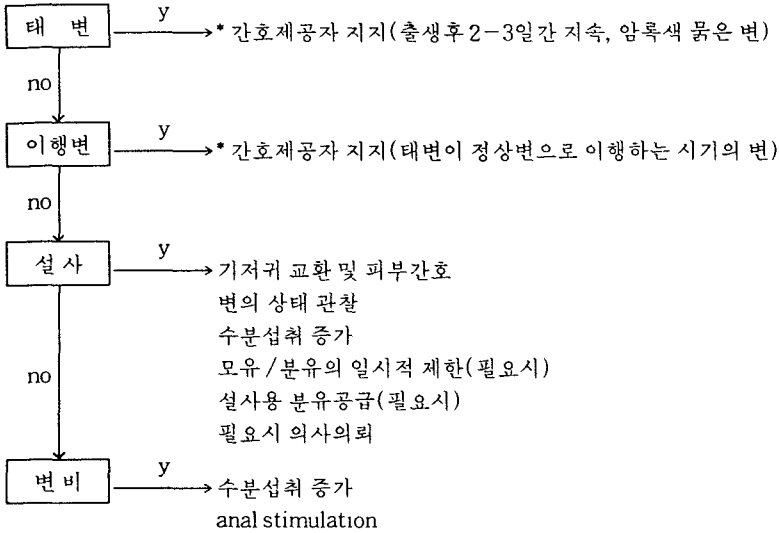 태 변
y
* 간호제공자 지지(출생후 2-3일간 지속, 암록색 묽은 변)
no
이행변
y
* 간호제공자 지지(태변이 정상변으로 이행하는 시기의 변)
no
설 사
y
기저귀 교환 및 피부간호
변의 상태 관찰
수분섭취 증가
모유/분유의 일시적 제한(필요시)
no
설사용 분유공급(필요시)
필요시 의사의뢰
변 비
y
수분섭취 증가
anal stimulation